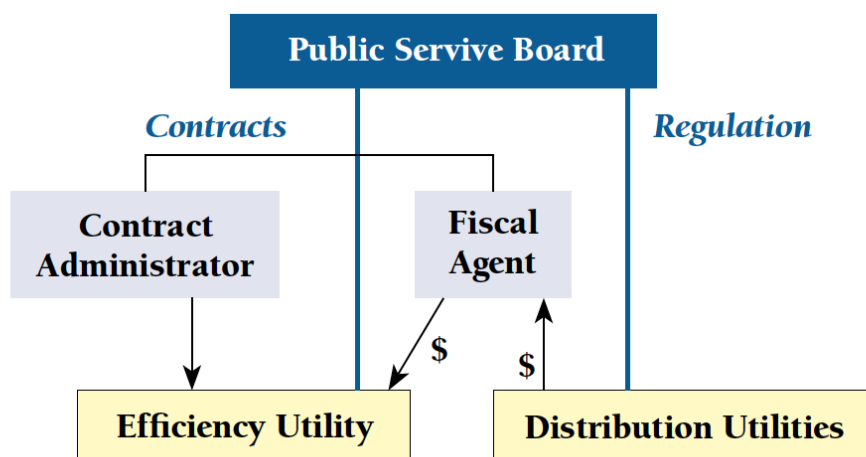 Public Servive Board
Contracts
Regulation
Contract
Administrator
Fiscal
Agent
$
$
Efficiency Utility
Distribution Utilities